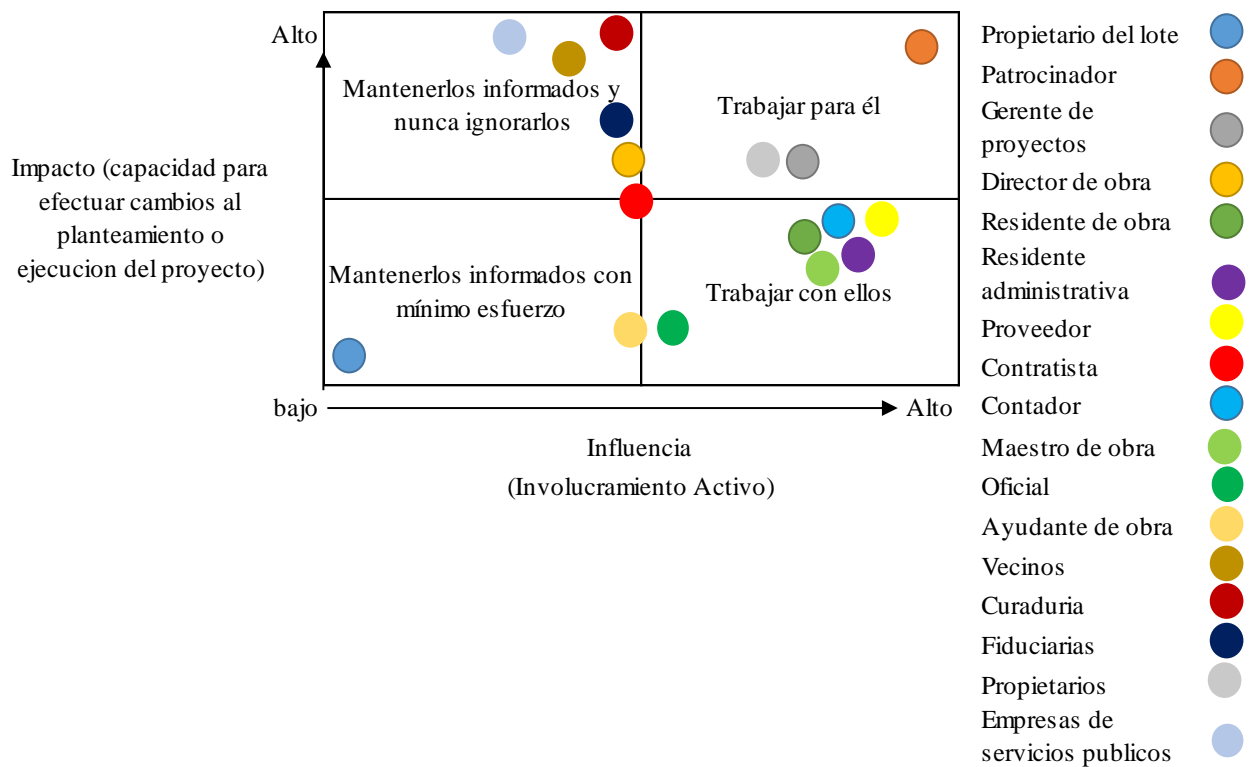 Alto
Mantenerlos informados y
nunca ignorarlos
Trabajar para él
Impacto (capacidad para
efectuar cambios al
planteamiento o
ejecucion del proyecto)
Mantenerlos informados con
mínimo esfuerzo
Trabajar con ellos
bajo
Alto
Influencia
(Involucramiento Activo)
Propietario del lote
Patrocinador
Gerente de
proyectos
Director de obra
Residente de obra
Residente
administrativa
Proveedor
Contratista
Contador
Maestro de obra
Oficial
Ayudante de obra
Vecinos
Curaduria
Fiduciarias
Propietarios
Empresas de
servicios publicos